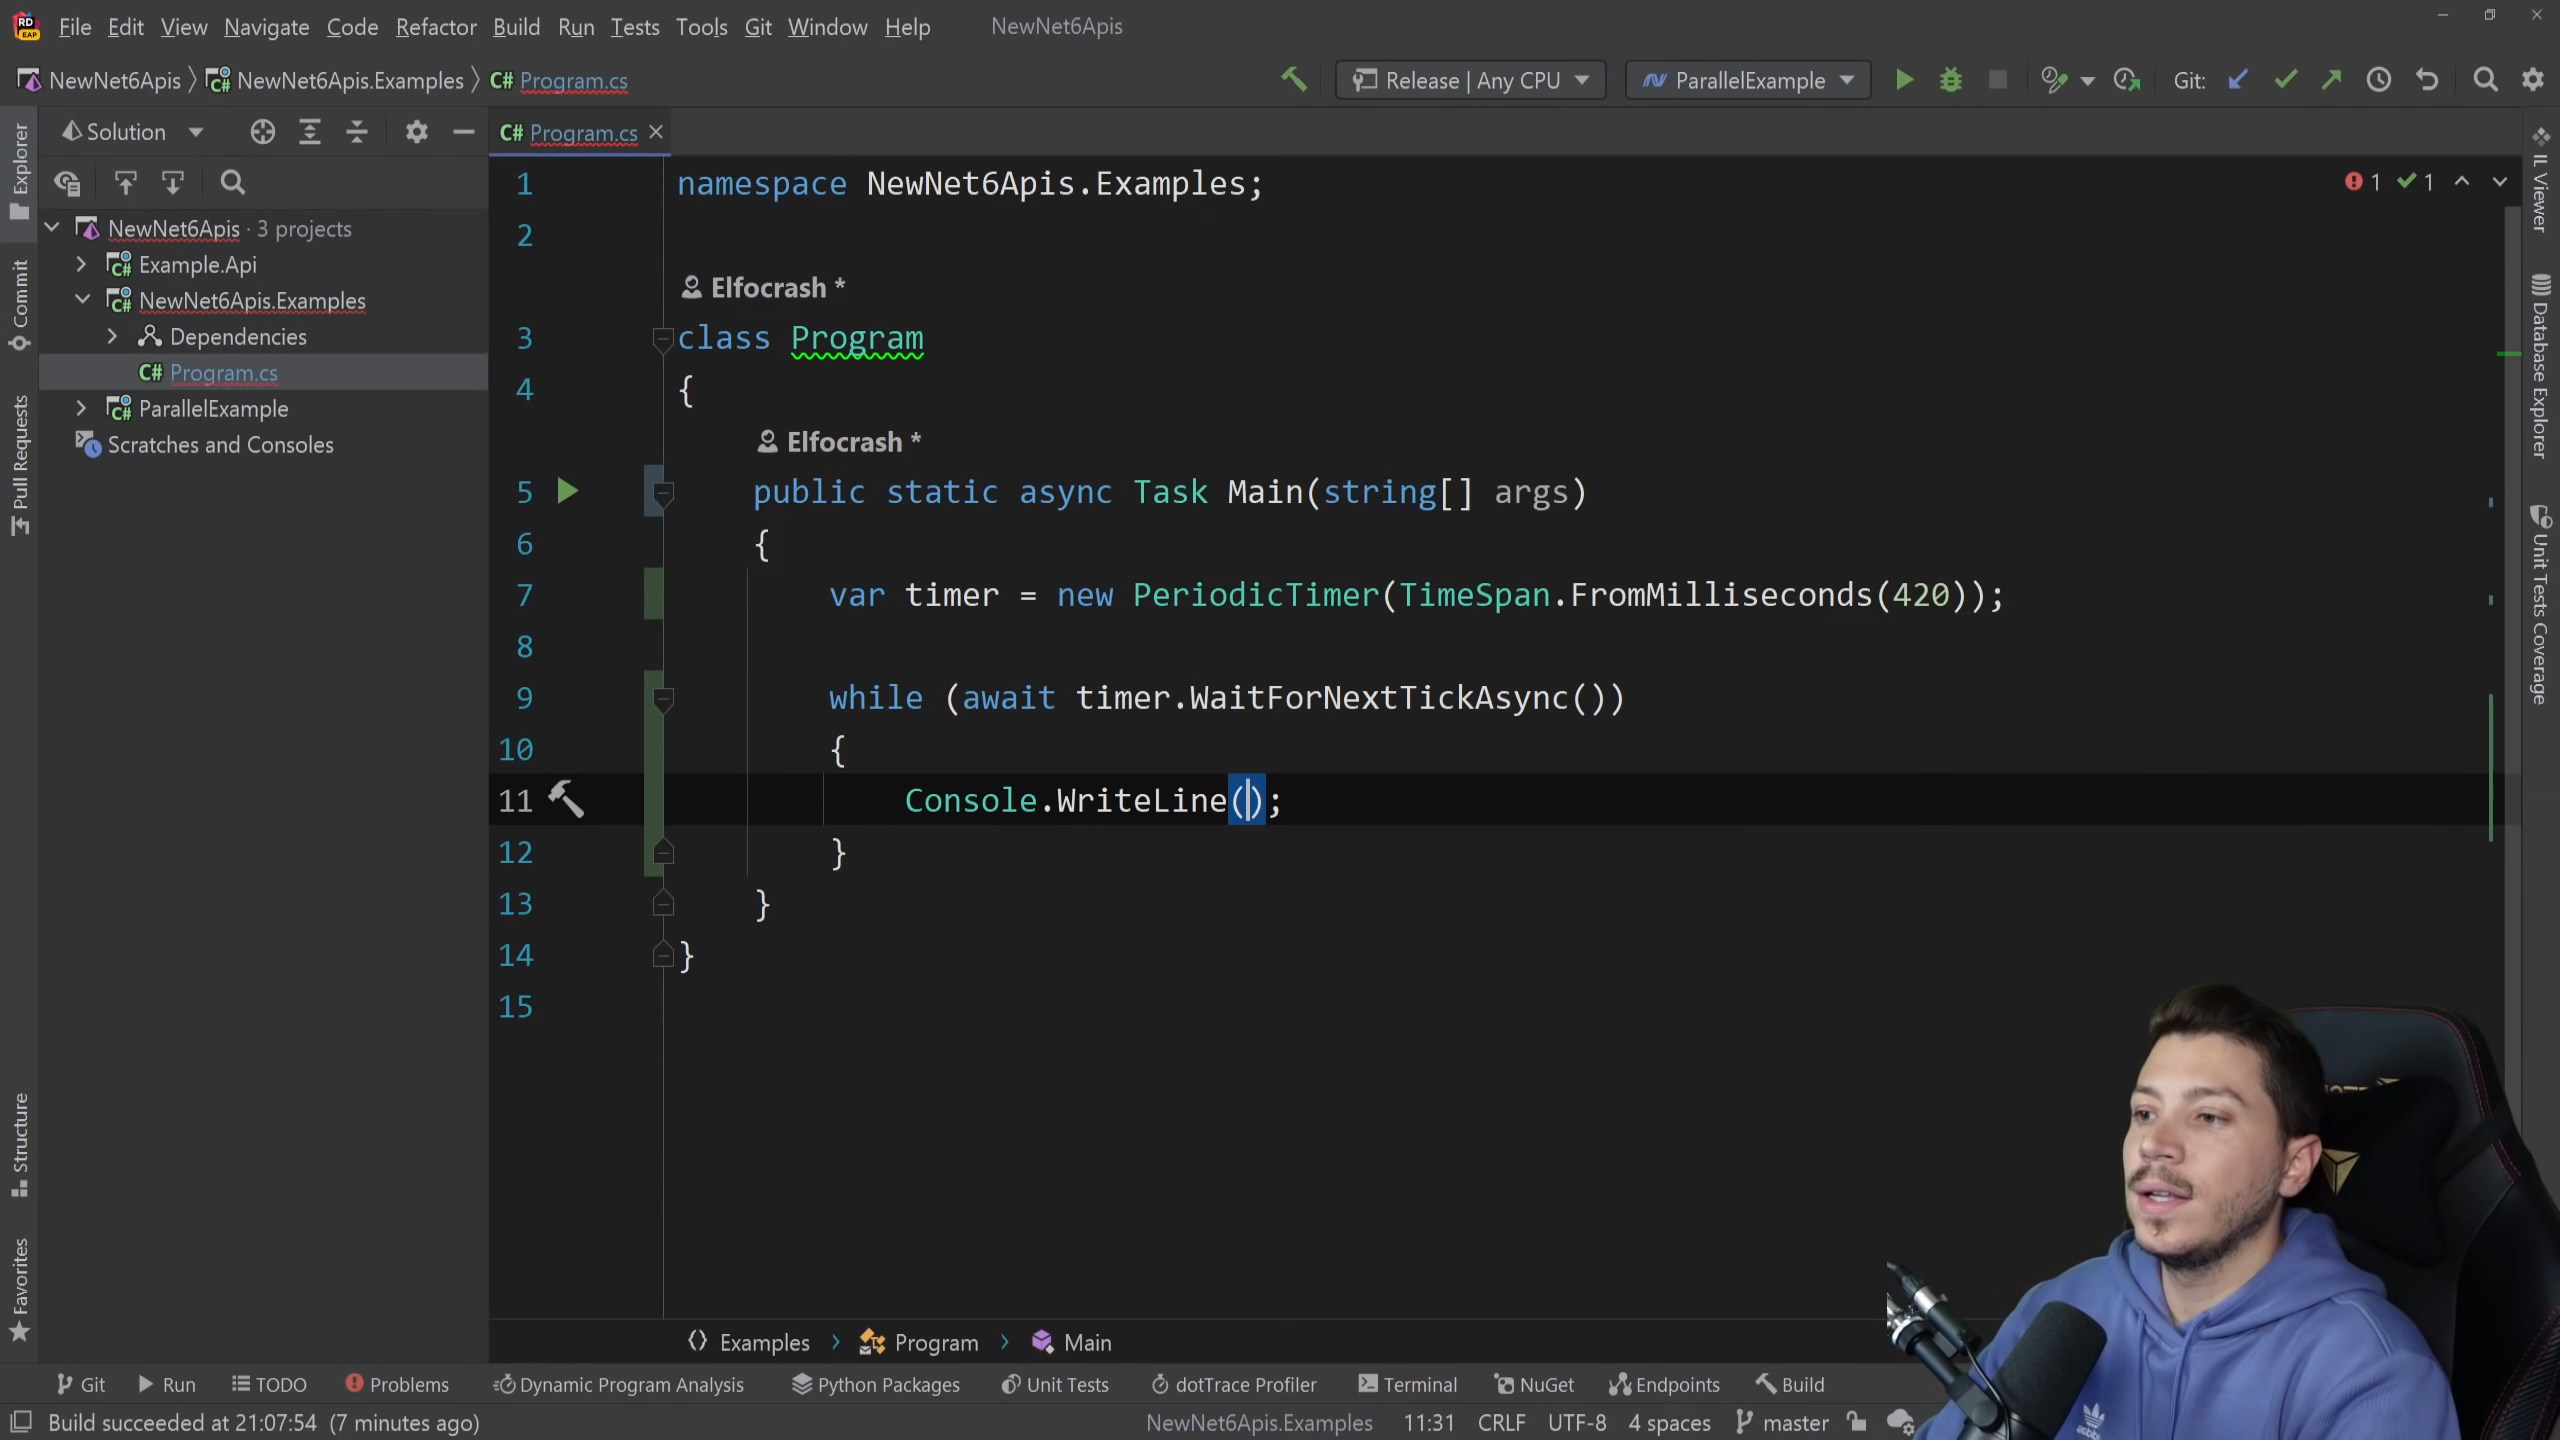 RD EAP File Edit View Navigate Code Refactor Build Run Tests Tools Git Window Help NewNet6Apis
NewNet6Apis NewNet6Apis.Examples C# Program.cs Release | Any CPU ParallelExample Git:
Solution
C# Program.cs
Explorer
Commit
Pull Requests
Structure
Favorites
NewNet6Apis · 3 projects
C# Example.Api
C# NewNet6Apis.Examples
Dependencies
C# Program.cs
C# ParallelExample
Scratches and Consoles
1 namespace NewNet6Apis.Examples;
2
Elfocrash *
3 class Program
4 {
Elfocrash *
5 public static async Task Main(string[] args)
6 {
7 var timer = new PeriodicTimer(TimeSpan.FromMilliseconds(420));
8
9 while (await timer.WaitForNextTickAsync())
10 {
11 Console.WriteLine();
12 }
13 }
14 }
15
1 1
IL Viewer
Database Explorer
Unit Tests Coverage
Examples Program Main
Git Run TODO Problems Dynamic Program Analysis Python Packages Unit Tests dotTrace Profiler Terminal NuGet Endpoints Build
Build succeeded at 21:07:54 (7 minutes ago) NewNet6Apis.Examples 11:31 CRLF UTF-8 4 spaces master
adidas